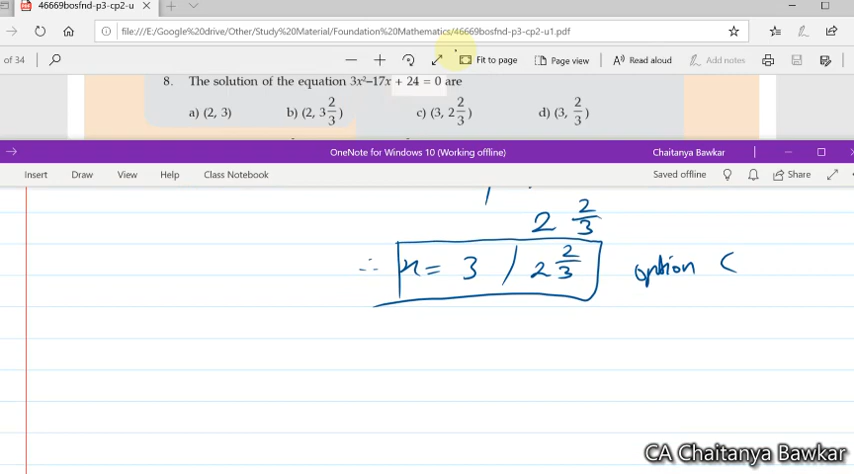 46669bosfnd-p3-cp2-u
file:///E:/Google%20drive/Other/Study%20Material/Foundation%20Mathematics/46669bosfnd-p3-cp2-u1.pdf
of 34 Fit to page Page view Read aloud Add notes
8. The solution of the equation 3x²–17x + 24 = 0 are
a) (2, 3) b) (2, 3 2/3) c) (3, 2 2/3) d) (3, 2/3)
OneNote for Windows 10 (Working offline) Chaitanya Bawkar
Insert Draw View Help Class Notebook Saved offline Share
2 2/3
∴ x = 3 / 2 2/3 option C
CA Chaitanya Bawkar